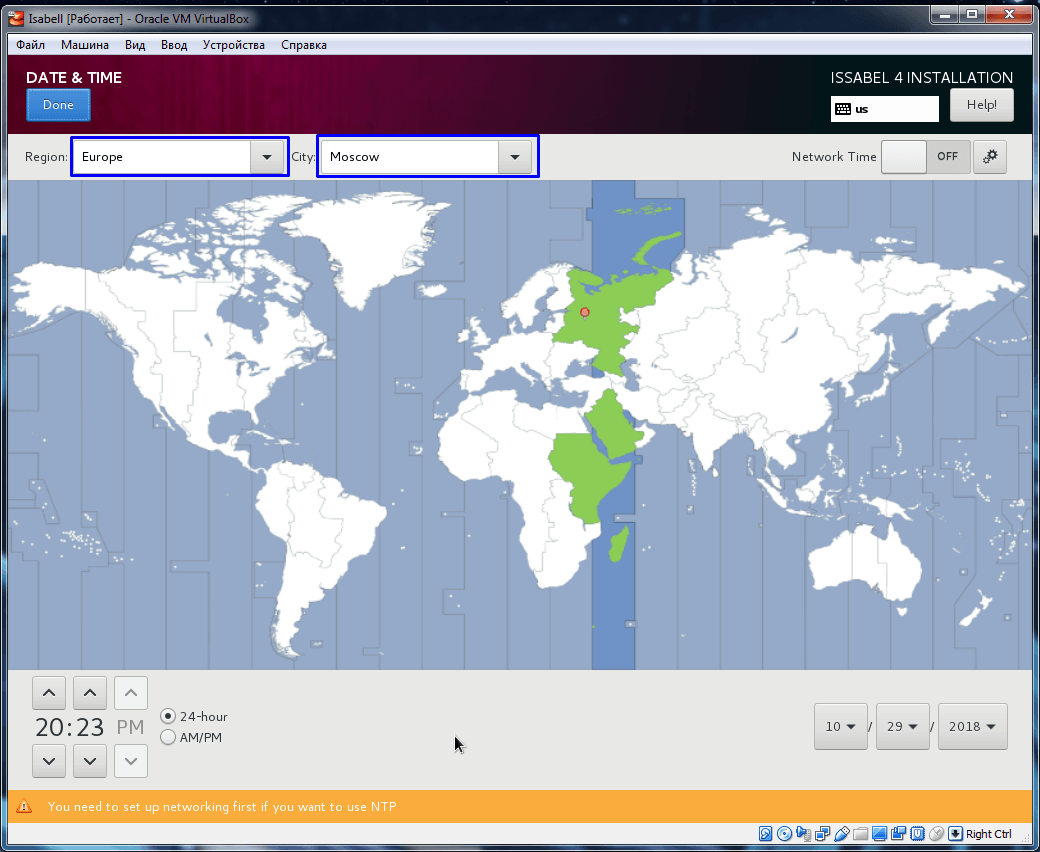 Isabell [Работает] - Oracle VM VirtualBox
Файл Машина Вид Ввод Устройства Справка
DATE & TIME
ISSABEL 4 INSTALLATION
Done
us
Help!
Region: Europe City: Moscow Network Time OFF
20:23 PM
24-hour
AM/PM
10 / 29 / 2018
You need to set up networking first if you want to use NTP
Right Ctrl